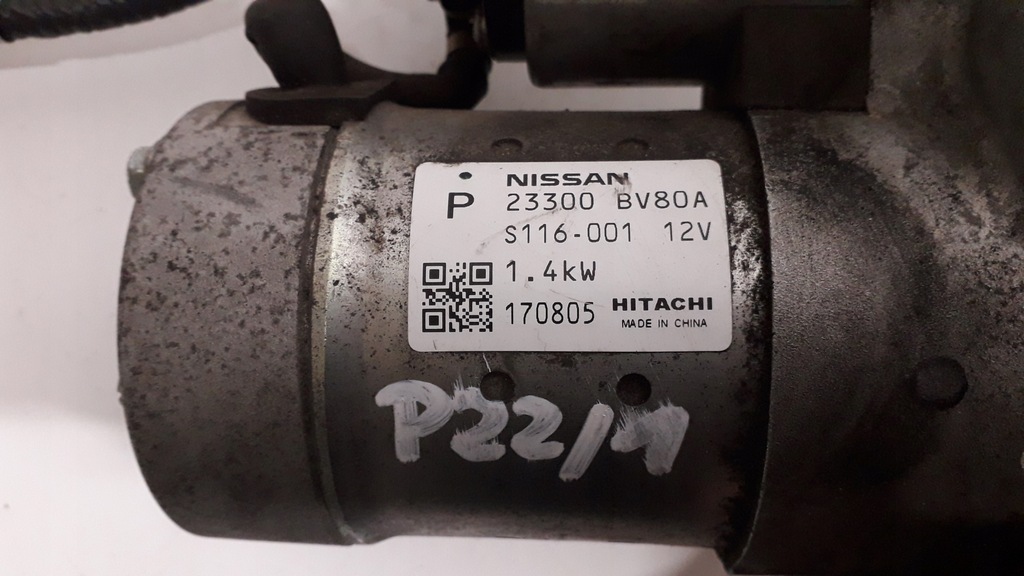 NISSAN
P 23300 BV80A
S116-001 12V
1.4kW
170805 HITACHI
MADE IN CHINA
P22/1